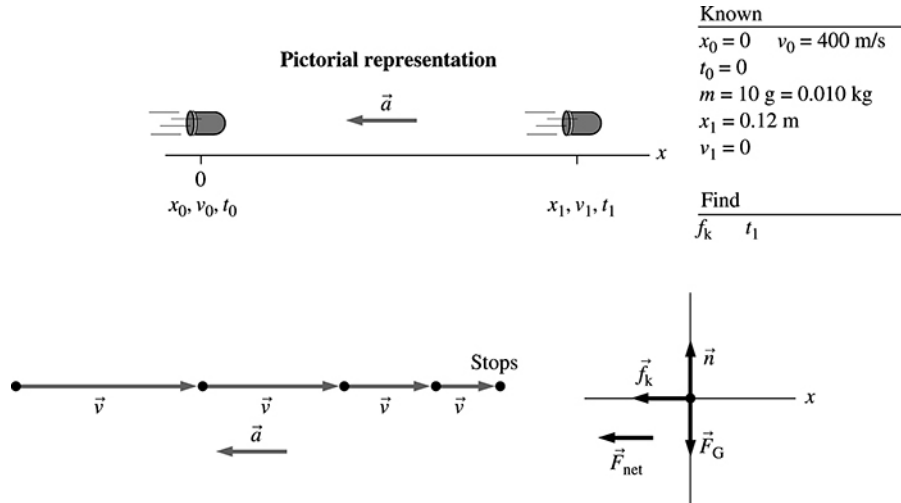 Pictorial representation
a⃗
x
0
x₀, v₀, t₀
x₁, v₁, t₁
Known
x₀ = 0 v₀ = 400 m/s
t₀ = 0
m = 10 g = 0.010 kg
x₁ = 0.12 m
v₁ = 0
Find
fₖ t₁
Stops
v⃗ v⃗ v⃗ v⃗
a⃗
n⃗
f⃗ₖ
x
F⃗_G
F⃗_net